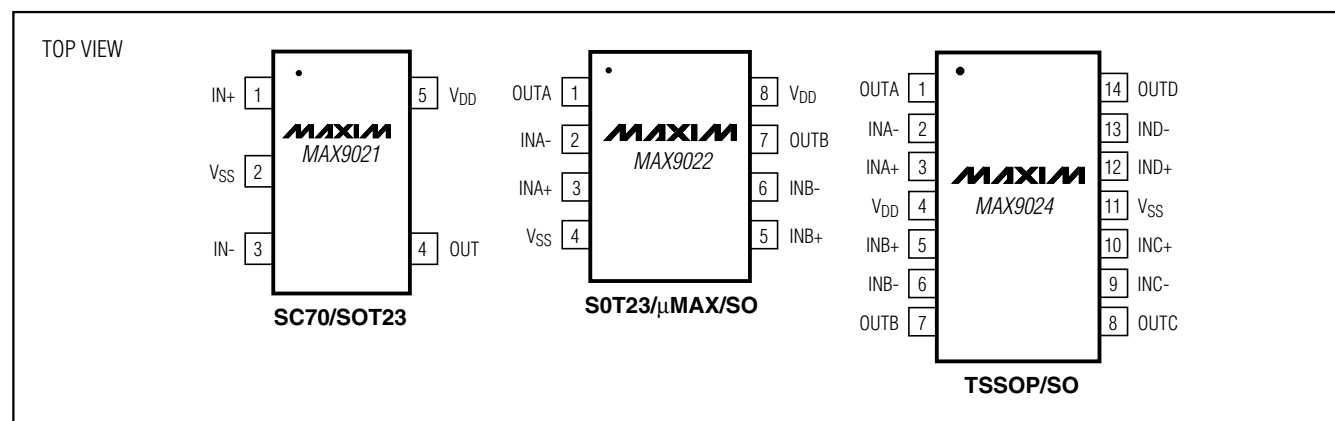 TOP VIEW
IN+ 1
VSS 2
IN- 3
5 VDD
4 OUT
MAXIM
MAX9021
SC70/SOT23
OUTA 1
INA- 2
INA+ 3
VSS 4
8 VDD
7 OUTB
6 INB-
5 INB+
MAXIM
MAX9022
S0T23/μMAX/SO
OUTA 1
INA- 2
INA+ 3
VDD 4
INB+ 5
INB- 6
OUTB 7
14 OUTD
13 IND-
12 IND+
11 VSS
10 INC+
9 INC-
8 OUTC
MAXIM
MAX9024
TSSOP/SO